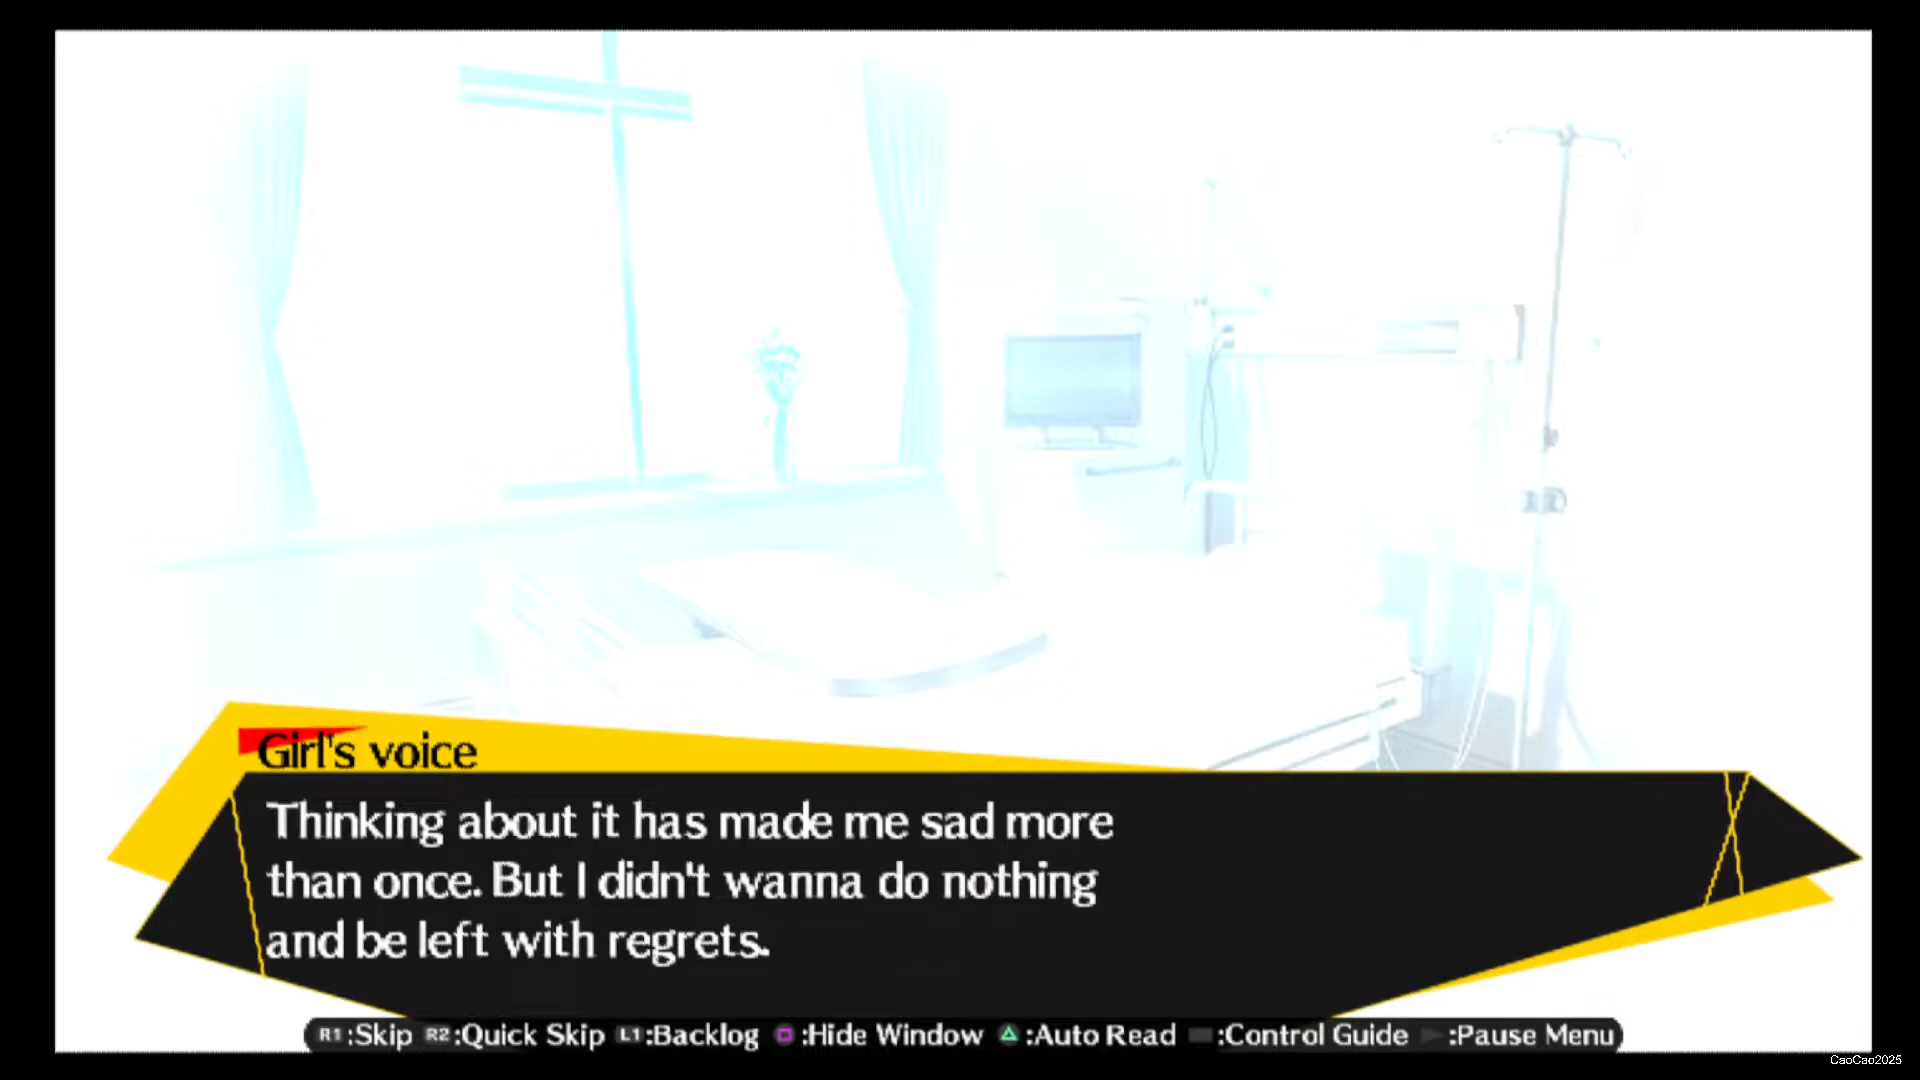 Girl's voice
Thinking about it has made me sad more
than once. But I didn't wanna do nothing
and be left with regrets.
R1:Skip R2:Quick Skip L1:Backlog :Hide Window :Auto Read :Control Guide :Pause Menu
CaoCao2025